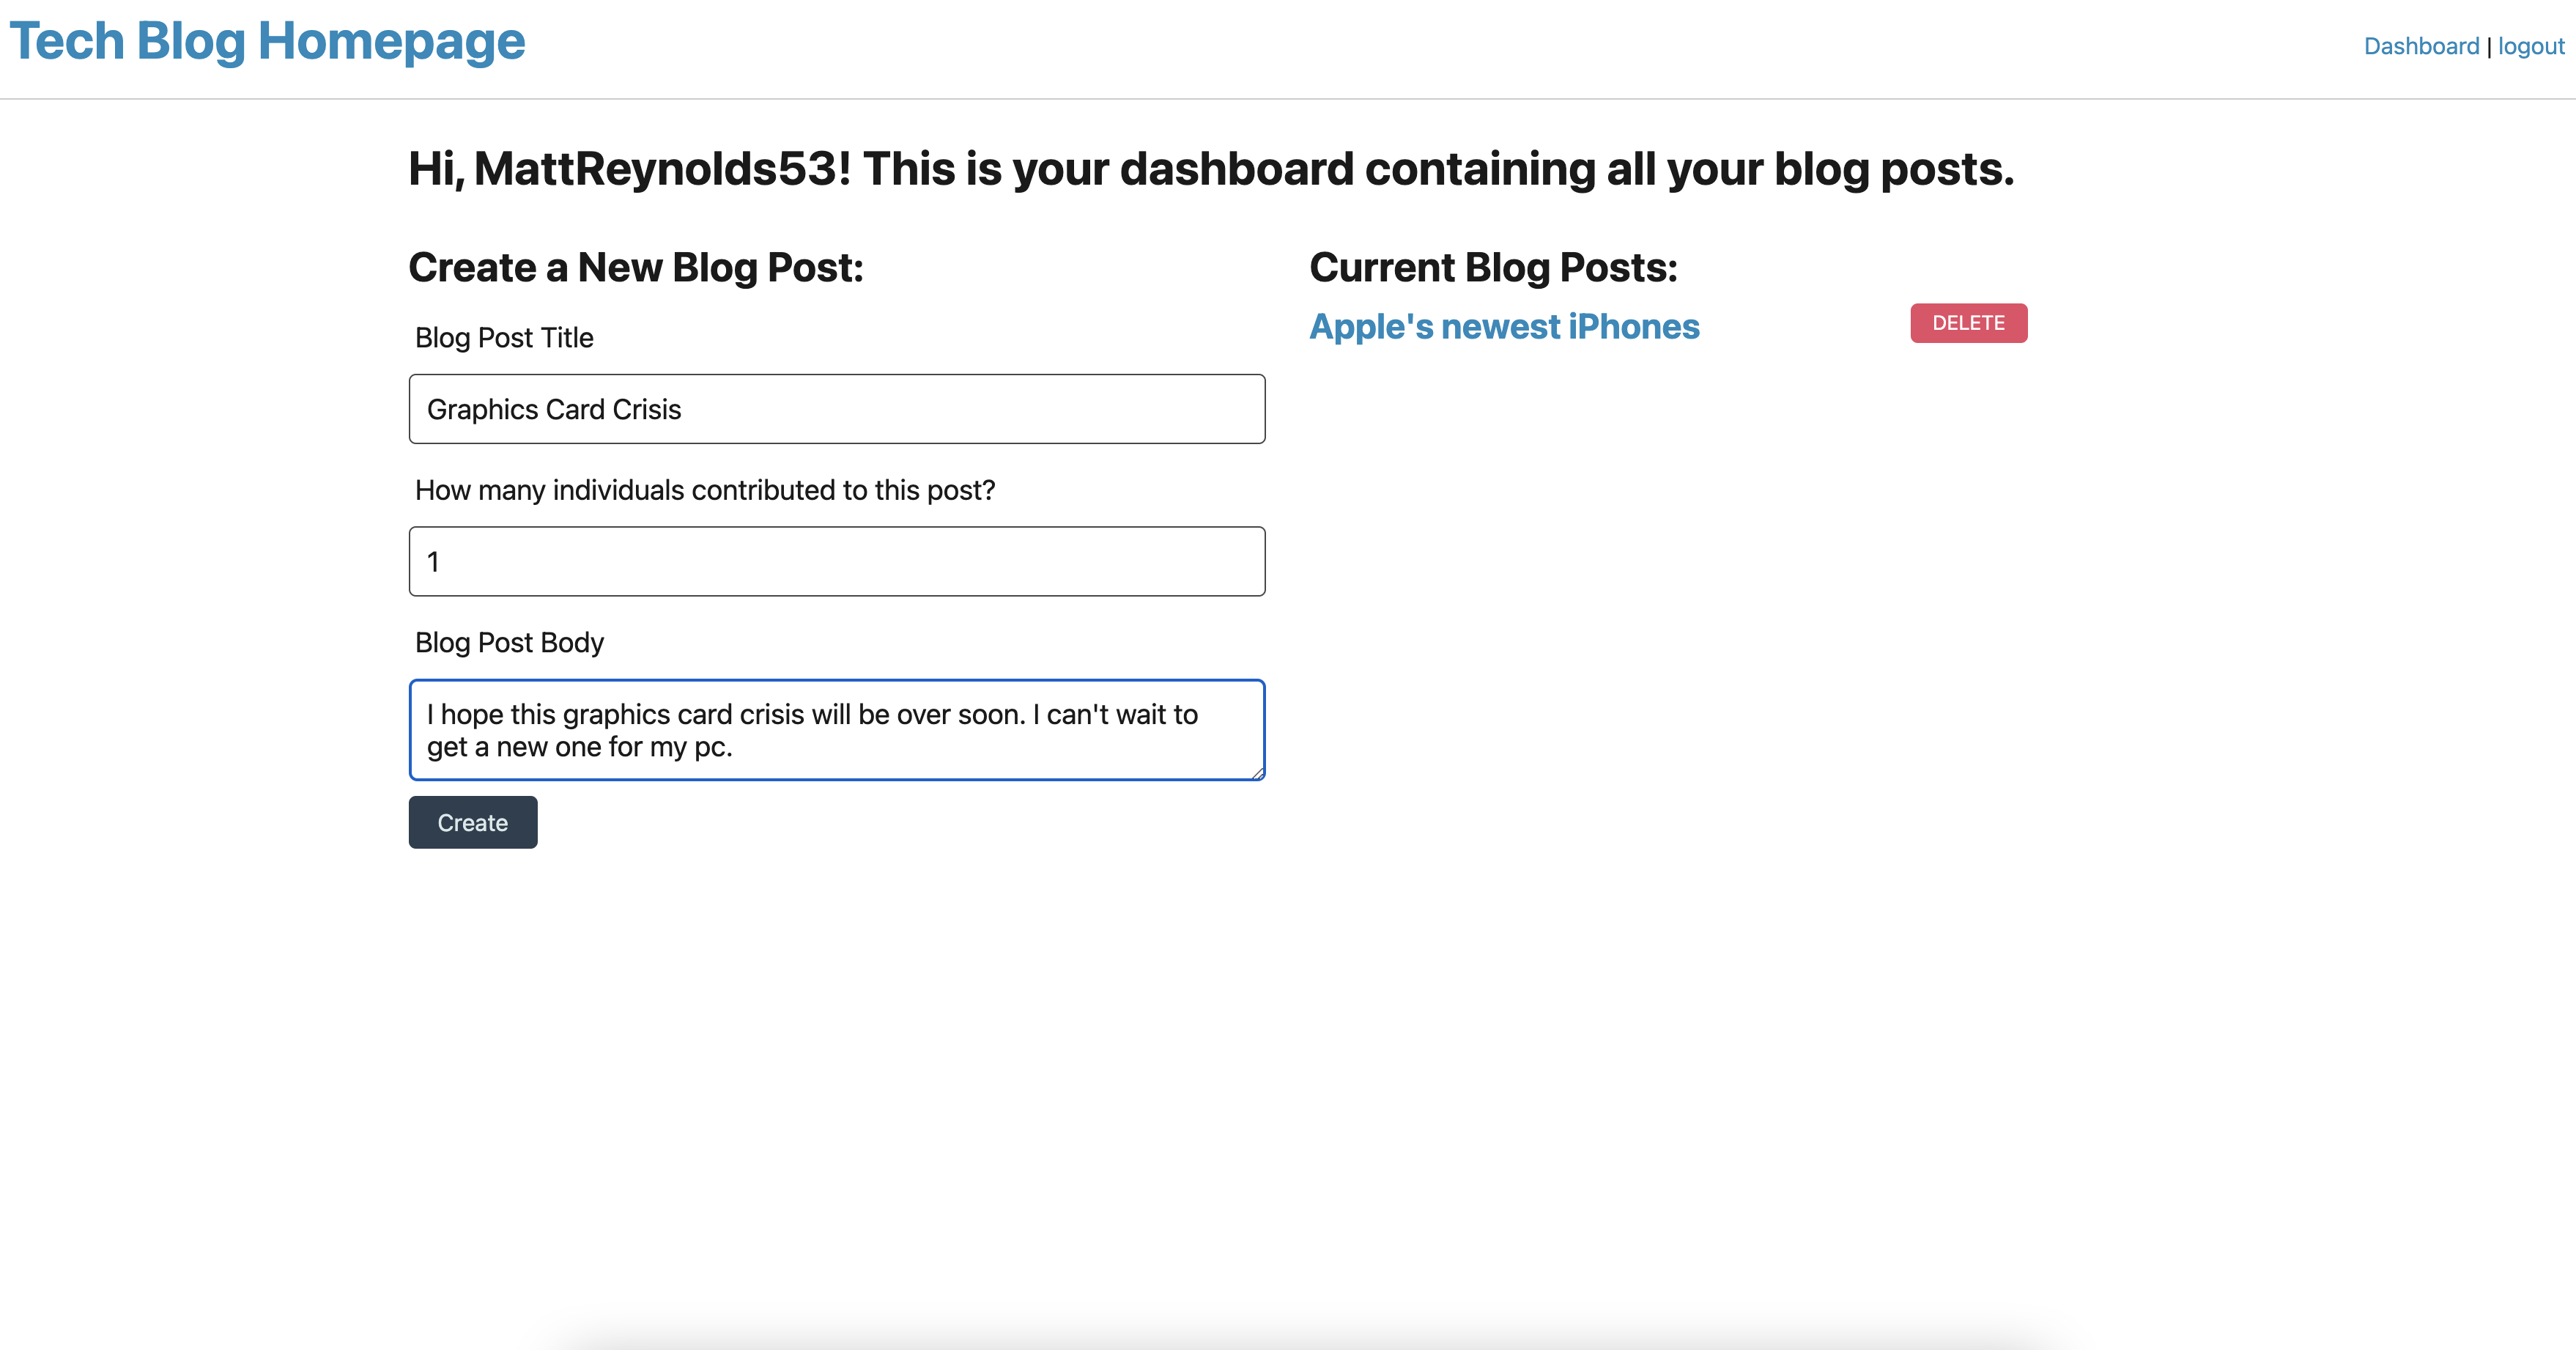 Tech Blog Homepage
Dashboard | logout
Hi, MattReynolds53! This is your dashboard containing all your blog posts.
Create a New Blog Post:
Blog Post Title
Graphics Card Crisis
How many individuals contributed to this post?
1
Blog Post Body
I hope this graphics card crisis will be over soon. I can't wait to
get a new one for my pc.
Create
Current Blog Posts:
Apple's newest iPhones
DELETE